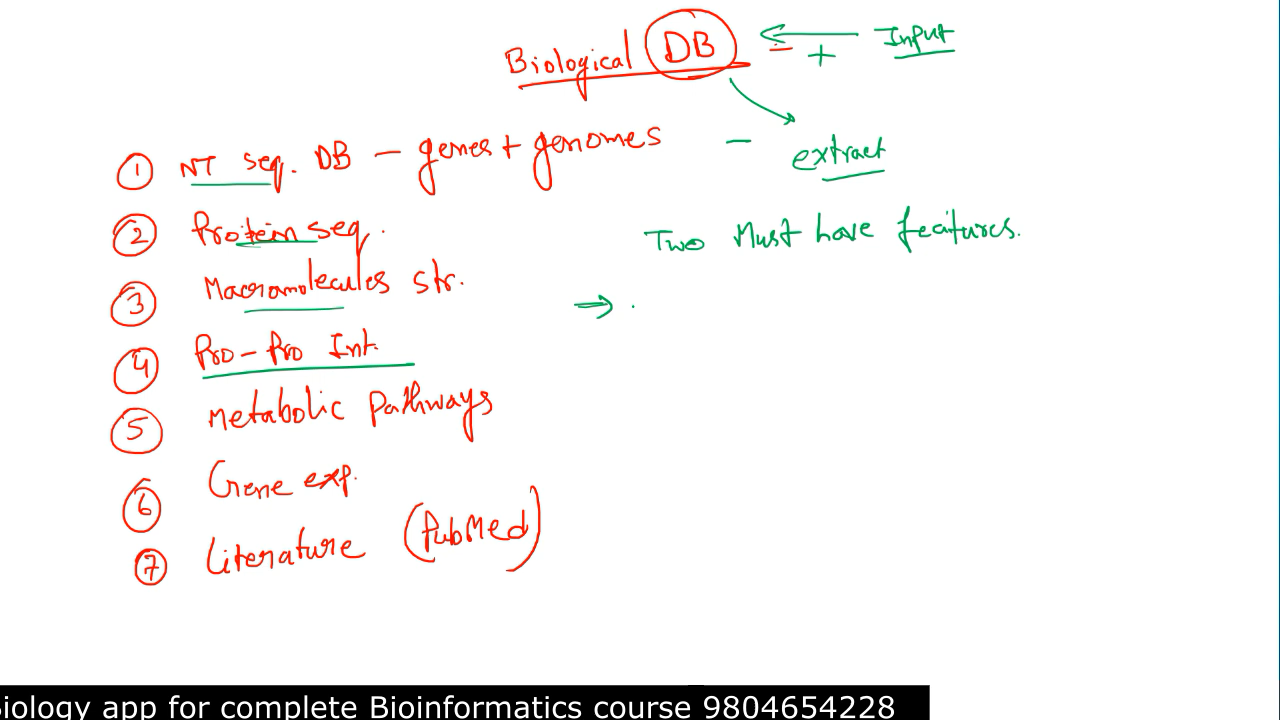 Biological DB ← + Input
- extract
① NT seq. DB - genes + genomes
② Protein seq.
Two Must have features.
③ Macromolecules str.
⇒ .
④ Pro-Pro Int.
⑤ Metabolic Pathways
⑥ Gene exp.
⑦ Literature (PubMed)
iology app for complete Bioinformatics course 9804654228